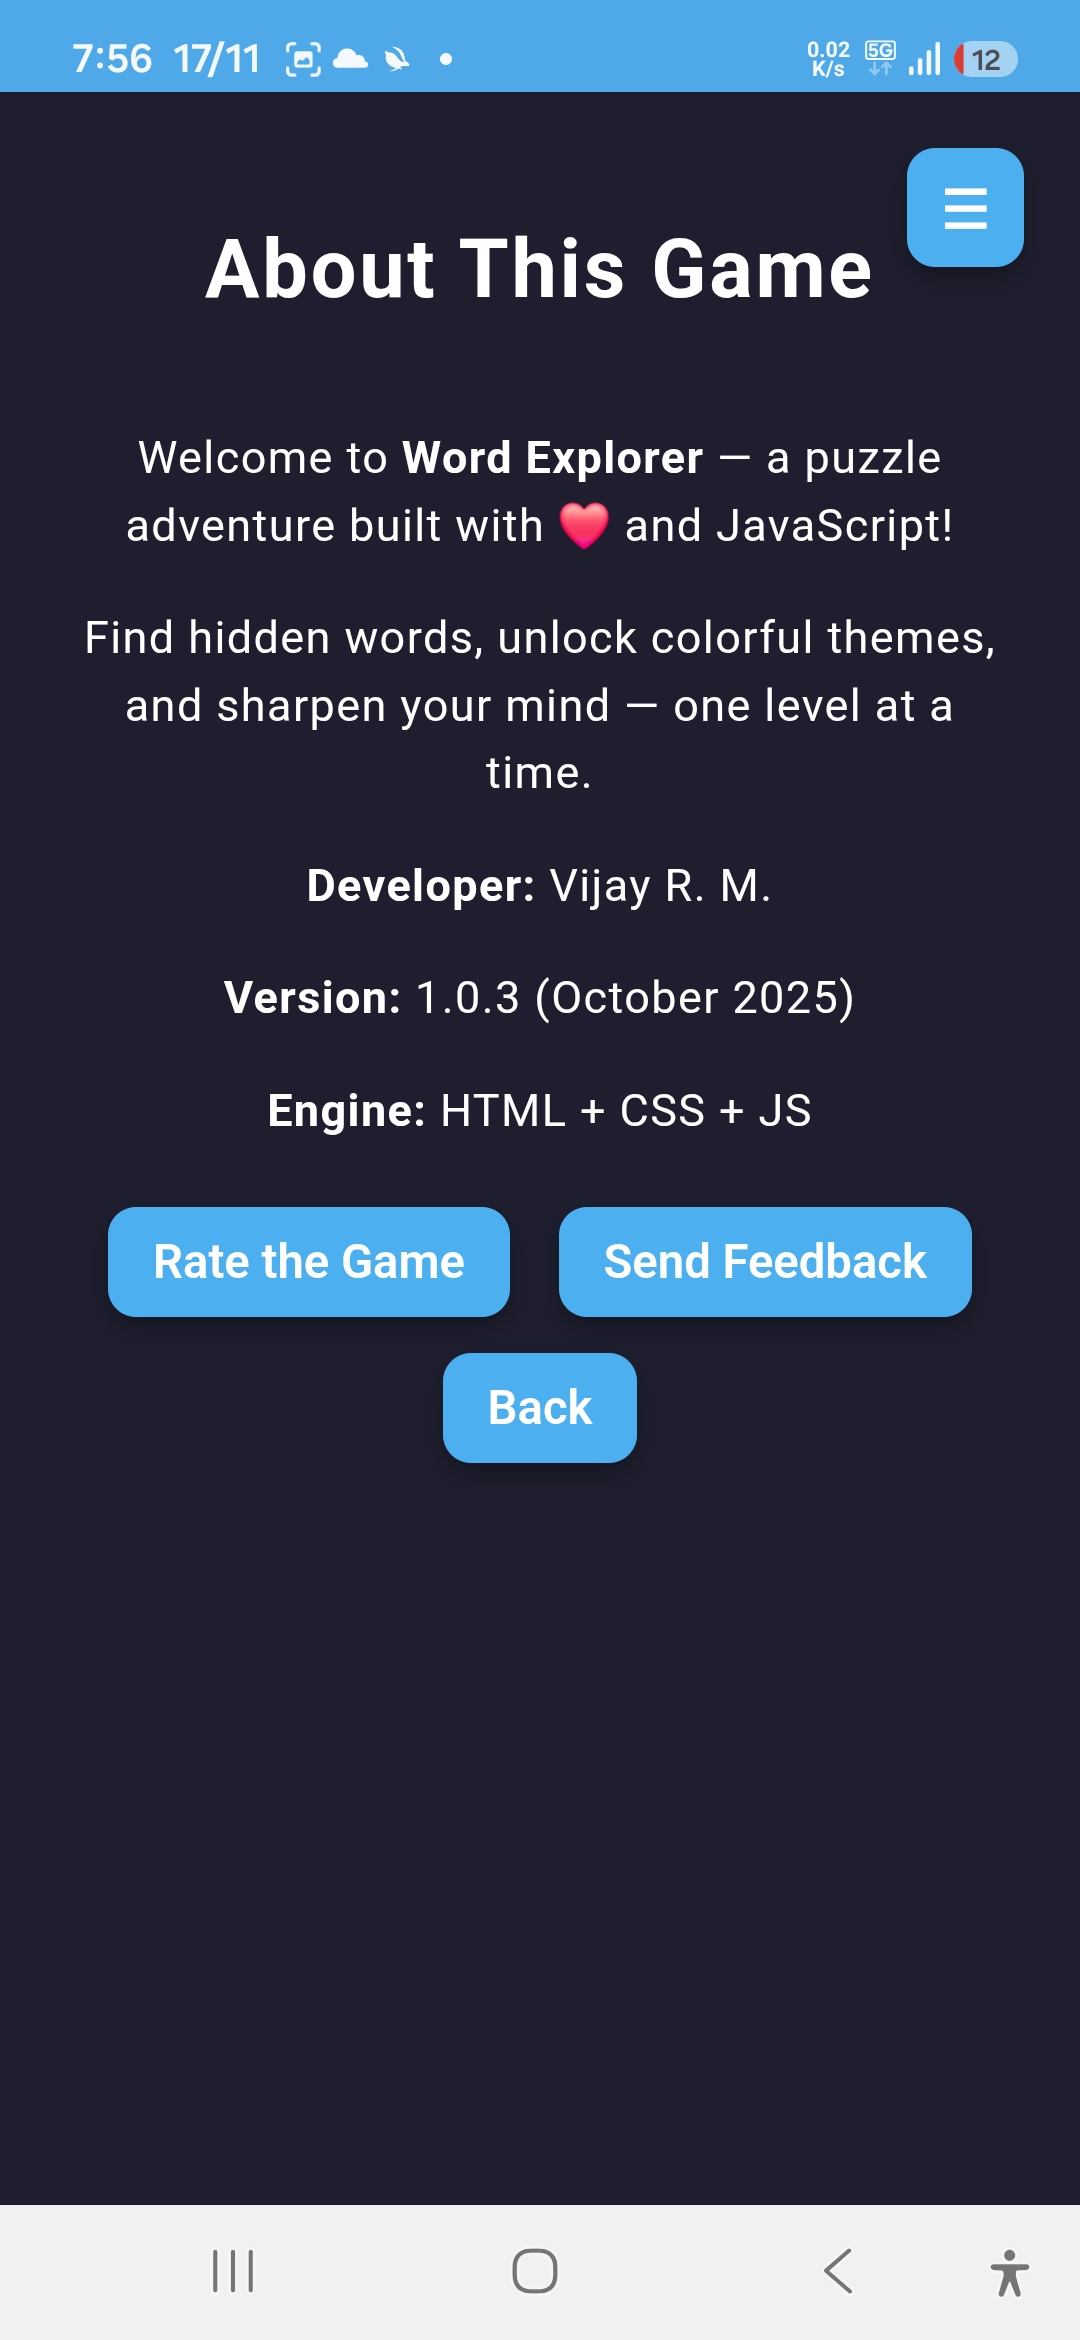 7:56 17/11
0.02 K/s 5G 12
About This Game
Welcome to Word Explorer — a puzzle
adventure built with ❤️ and JavaScript!
Find hidden words, unlock colorful themes,
and sharpen your mind — one level at a
time.
Developer: Vijay R. M.
Version: 1.0.3 (October 2025)
Engine: HTML + CSS + JS
Rate the Game
Send Feedback
Back